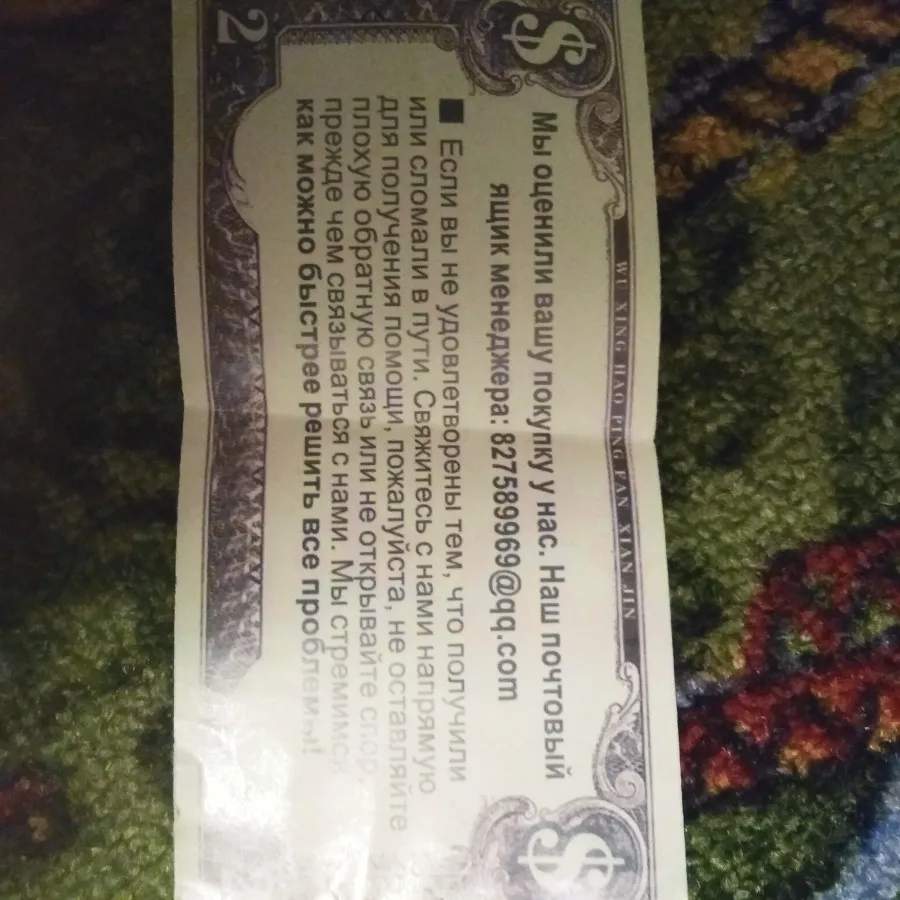 WU XING HAO PING FAN XIAN JIN
$ $
Мы оценили вашу покупку у нас. Наш почтовый
ящик менеджера: 827589969@qq.com
■ Если вы не удовлетворены тем, что получили
или сломали в пути. Свяжитесь с нами напрямую
для получения помощи, пожалуйста, не оставляйте
плохую обратную связь или не открывайте спор,
прежде чем связываться с нами. Мы стремимся
как можно быстрее решить все проблемы!
2